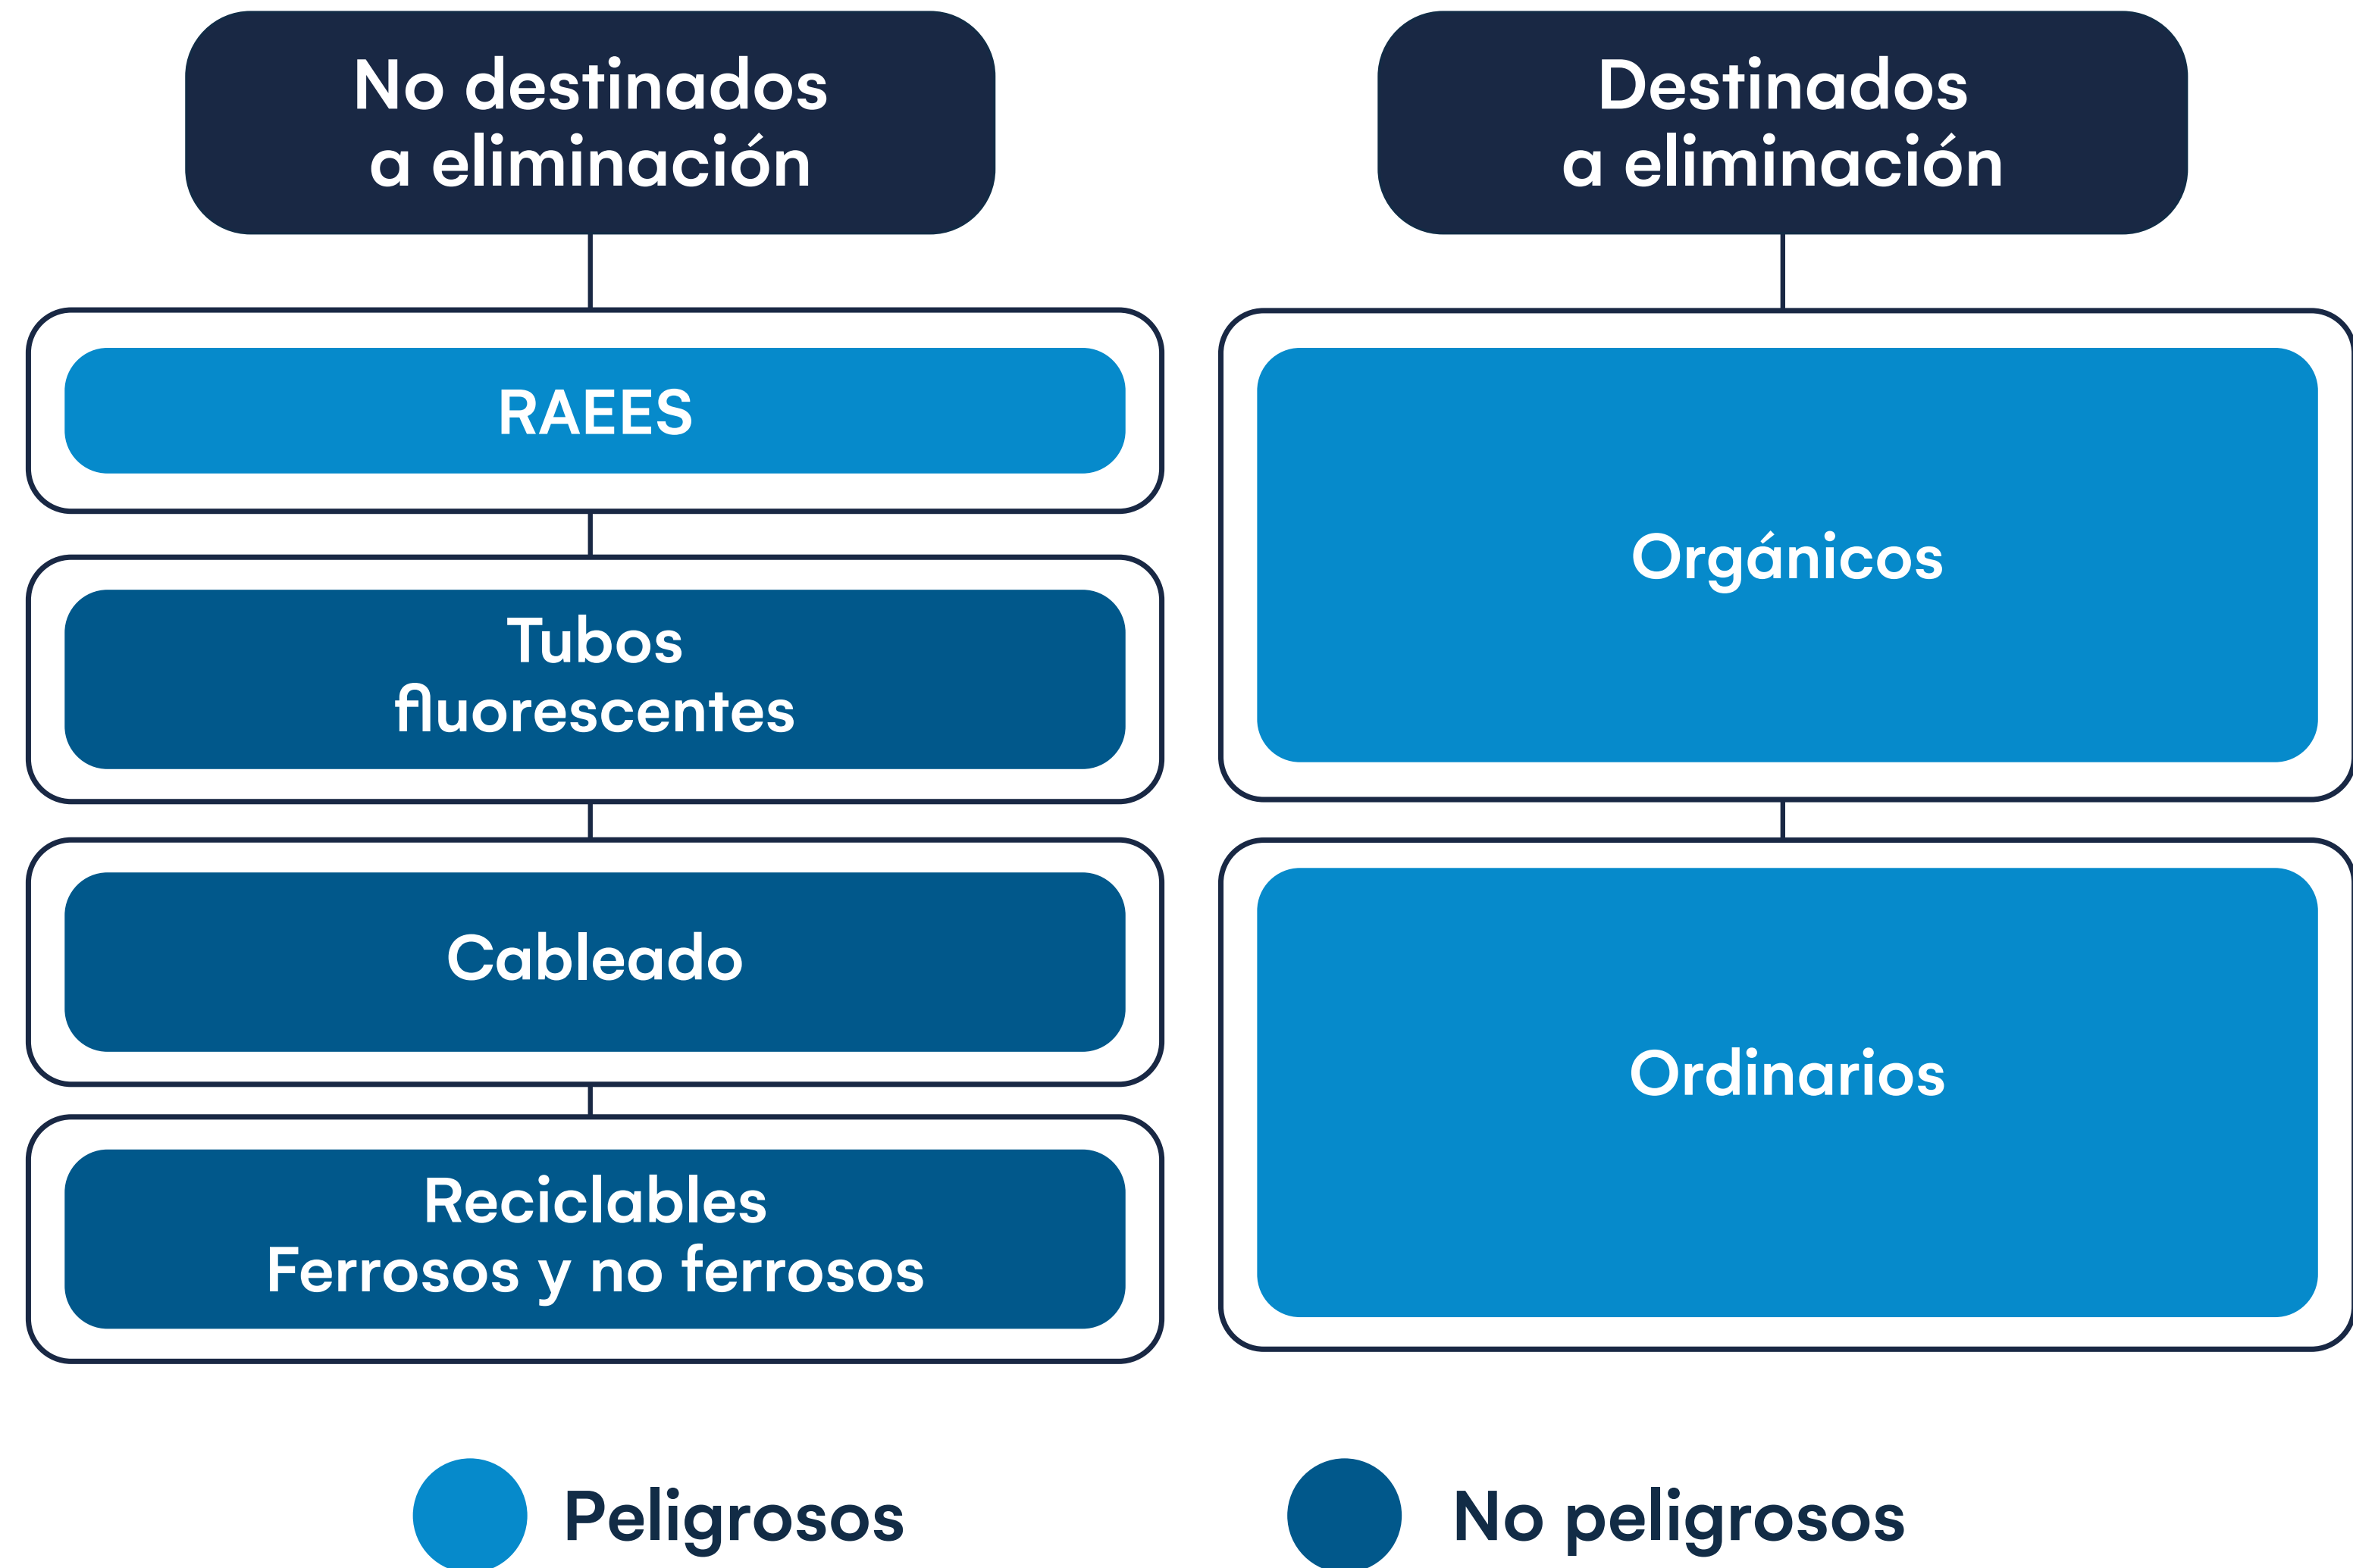 No destinados
a eliminación
RAEES
Tubos
fluorescentes
Cableado
Reciclables
Ferrosos y no ferrosos
Destinados
a eliminación
Orgánicos
Ordinarios
Peligrosos
No peligrosos